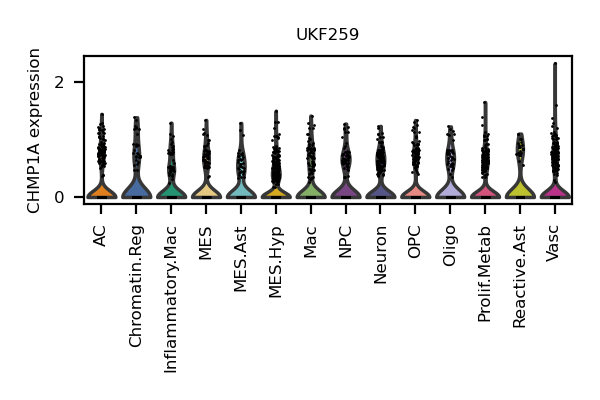 UKF259
CHMP1A expression
2
0
AC
Chromatin.Reg
Inflammatory.Mac
MES
MES.Ast
MES.Hyp
Mac
NPC
Neuron
OPC
Oligo
Prolif.Metab
Reactive.Ast
Vasc